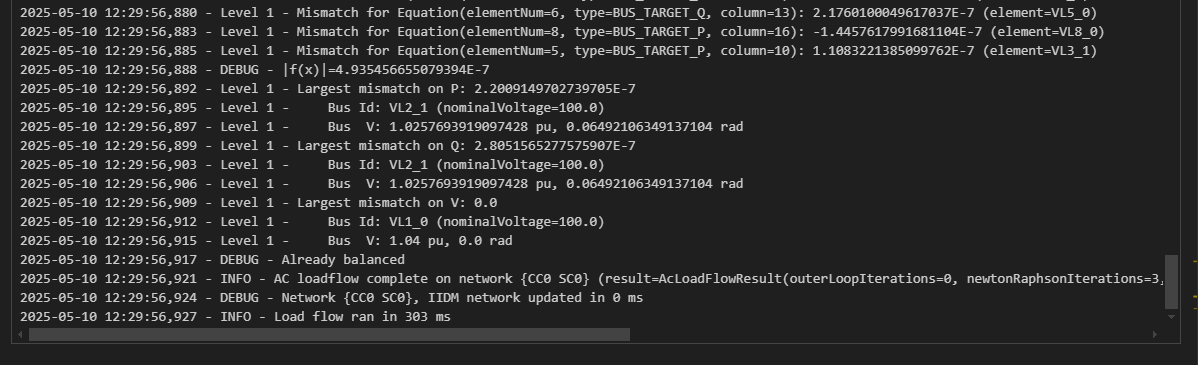 2025-05-10 12:29:56,880 - Level 1 - Mismatch for Equation(elementNum=6, type=BUS_TARGET_Q, column=13): 2.1760100049617037E-7 (element=VL5_0)
2025-05-10 12:29:56,883 - Level 1 - Mismatch for Equation(elementNum=8, type=BUS_TARGET_P, column=16): -1.4457617991681104E-7 (element=VL8_0)
2025-05-10 12:29:56,885 - Level 1 - Mismatch for Equation(elementNum=5, type=BUS_TARGET_P, column=10): 1.1083221385099762E-7 (element=VL3_1)
2025-05-10 12:29:56,888 - DEBUG - |f(x)|=4.935456655079394E-7
2025-05-10 12:29:56,892 - Level 1 - Largest mismatch on P: 2.2009149702739705E-7
2025-05-10 12:29:56,895 - Level 1 -     Bus Id: VL2_1 (nominalVoltage=100.0)
2025-05-10 12:29:56,897 - Level 1 -     Bus  V: 1.0257693919097428 pu, 0.06492106349137104 rad
2025-05-10 12:29:56,899 - Level 1 - Largest mismatch on Q: 2.8051565277575907E-7
2025-05-10 12:29:56,903 - Level 1 -     Bus Id: VL2_1 (nominalVoltage=100.0)
2025-05-10 12:29:56,906 - Level 1 -     Bus  V: 1.0257693919097428 pu, 0.06492106349137104 rad
2025-05-10 12:29:56,909 - Level 1 - Largest mismatch on V: 0.0
2025-05-10 12:29:56,912 - Level 1 -     Bus Id: VL1_0 (nominalVoltage=100.0)
2025-05-10 12:29:56,915 - Level 1 -     Bus  V: 1.04 pu, 0.0 rad
2025-05-10 12:29:56,917 - DEBUG - Already balanced
2025-05-10 12:29:56,921 - INFO - AC loadflow complete on network {CC0 SC0} (result=AcLoadFlowResult(outerLoopIterations=0, newtonRaphsonIterations=3,
2025-05-10 12:29:56,924 - DEBUG - Network {CC0 SC0}, IIDM network updated in 0 ms
2025-05-10 12:29:56,927 - INFO - Load flow ran in 303 ms